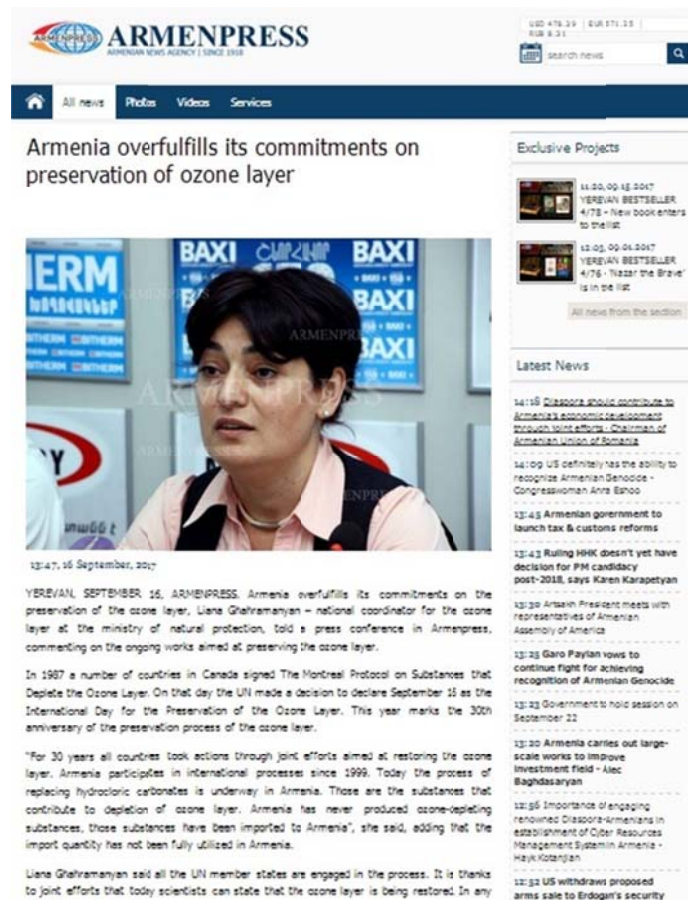 ARMENPRESS
ARMENPRESS
ARMENIAN NEWS AGENCY | SINCE 1918
USD 478.39 | EUR 571.25 |
RUB 8.31
search news
All news Photos Videos Services
Armenia overfulfills its commitments on
preservation of ozone layer
BAXI
BAXI
BAXI
BAXI
ARMENPRESS
13:47, 16 September, 2017
YEREVAN, SEPTEMBER 16, ARMENPRESS. Armenia overfulfills its commitments on the
preservation of the ozone layer, Liana Ghahramanyan – national coordinator for the ozone
layer at the ministry of natural protection, told a press conference in Armenpress,
commenting on the ongoing works aimed at preserving the ozone layer.
In 1987 a number of countries in Canada signed The Montreal Protocol on Substances that
Deplete the Ozone Layer. On that day the UN made a decision to declare September 16 as the
International Day for the Preservation of the Ozone Layer. This year marks the 30th
anniversary of the preservation process of the ozone layer.
"For 30 years all countries took actions through joint efforts aimed at restoring the ozone
layer. Armenia participates in international processes since 1999. Today the process of
replacing hydrocloric carbonates is underway in Armenia. Those are the substances that
contribute to depletion of ozone layer. Armenia has never produced ozone-depleting
substances, those substances have been imported to Armenia", she said, adding that the
import quantity has not been fully utilized in Armenia.
Liana Ghahramanyan said all the UN member states are engaged in the process. It is thanks
to joint efforts that today scientists can state that the ozone layer is being restored. In any
Exclusive Projects
11:20, 09.15.2017
YEREVAN BESTSELLER
4/78 – New book enters
to the list
12:05, 09.01.2017
YEREVAN BESTSELLER
4/76 - 'Nazar the Brave'
is in the list
All news from the section
Latest News
14:18 Diaspora should contribute to
Armenia's economic development
through joint efforts - Chairman of
Armenian Union of Romania
14:09 US definitely has the ability to
recognize Armenian Genocide -
Congresswoman Anna Eshoo
13:45 Armenian government to
launch tax & customs reforms
13:43 Ruling HHK doesn't yet have
decision for PM candidacy
post-2018, says Karen Karapetyan
13:30 Artsakh President meets with
representatives of Armenian
Assembly of America
13:25 Garo Paylan vows to
continue fight for achieving
recognition of Armenian Genocide
13:23 Government to hold session on
September 22
13:20 Armenia carries out large-
scale works to improve
investment field - Alec
Baghdasaryan
12:56 Importance of engaging
renowned Diaspora-Armenians in
establishment of Cyber Resources
Management System in Armenia -
Hayk Kotanjian
12:52 US withdraws proposed
arms sale to Erdogan's security